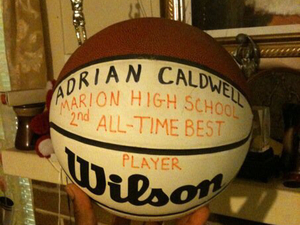 ADRIAN CALDWELL
MARION HIGH SCHOOL
2nd ALL-TIME BEST
PLAYER
Wilson